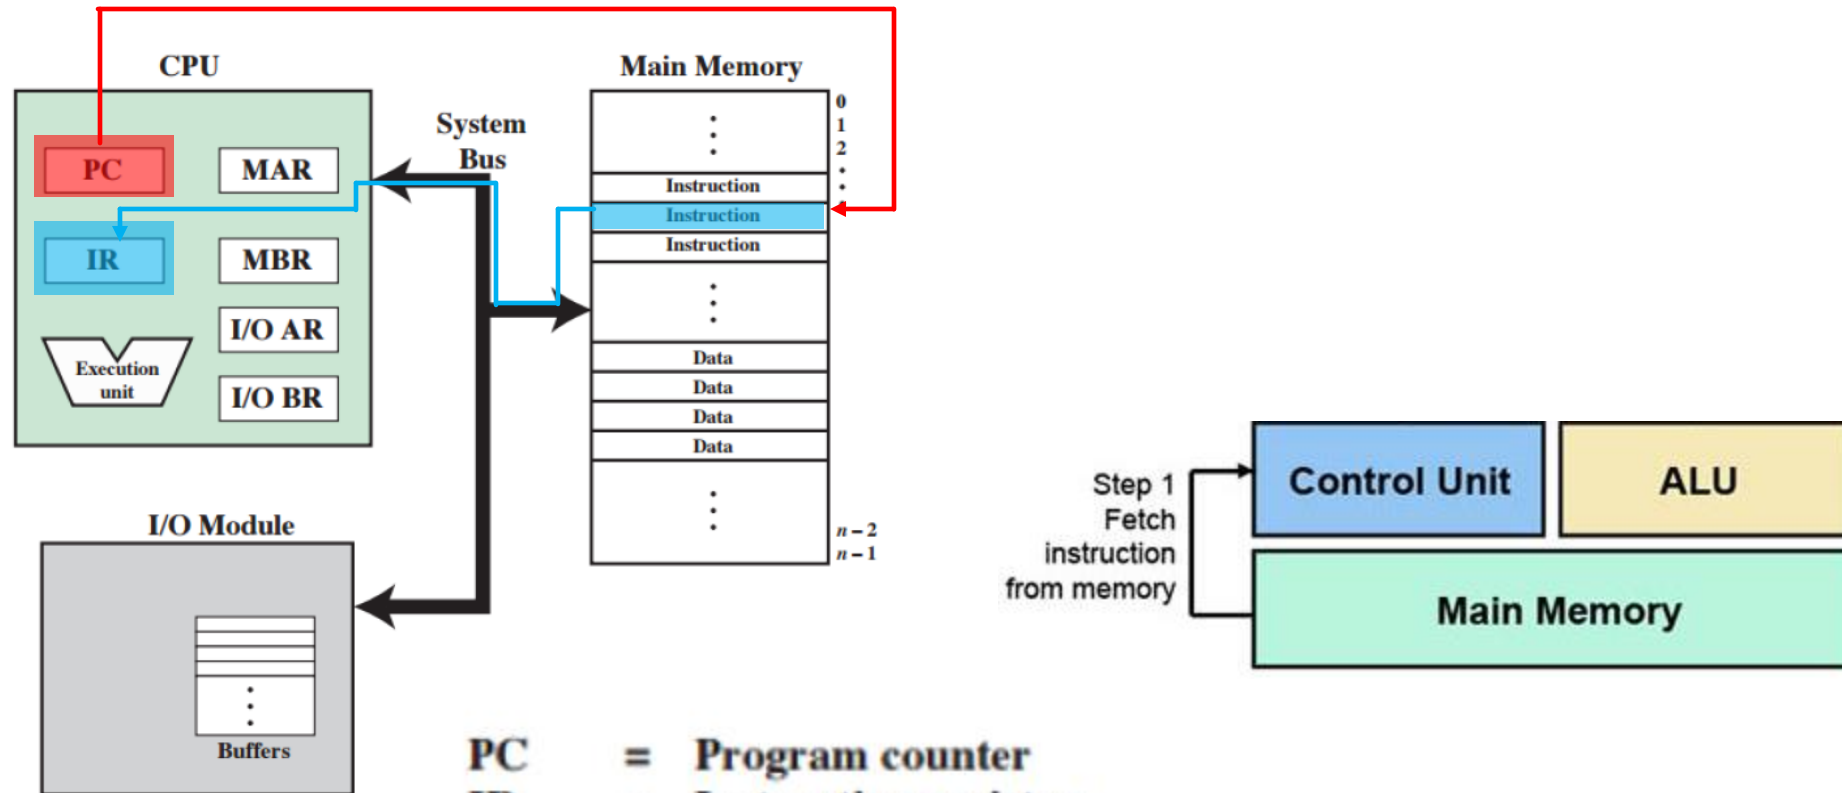 CPU
PC
MAR
IR
MBR
I/O AR
I/O BR
Execution
unit
System
Bus
Main Memory
0
1
2
Instruction
Instruction
Instruction
Data
Data
Data
Data
n – 2
n – 1
I/O Module
Buffers
PC = Program counter
Step 1
Fetch
instruction
from memory
Control Unit
ALU
Main Memory